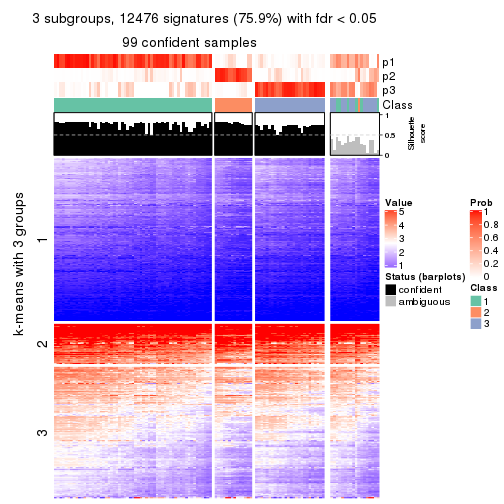 3 subgroups, 12476 signatures (75.9%) with fdr < 0.05
99 confident samples
p1
p2
p3
Class
1
0.5
0
Silhouette
score
k-means with 3 groups
1
2
3
Value
5
4
3
2
1
Status (barplots)
confident
ambiguous
Prob
1
0.8
0.6
0.4
0.2
0
Class
1
2
3